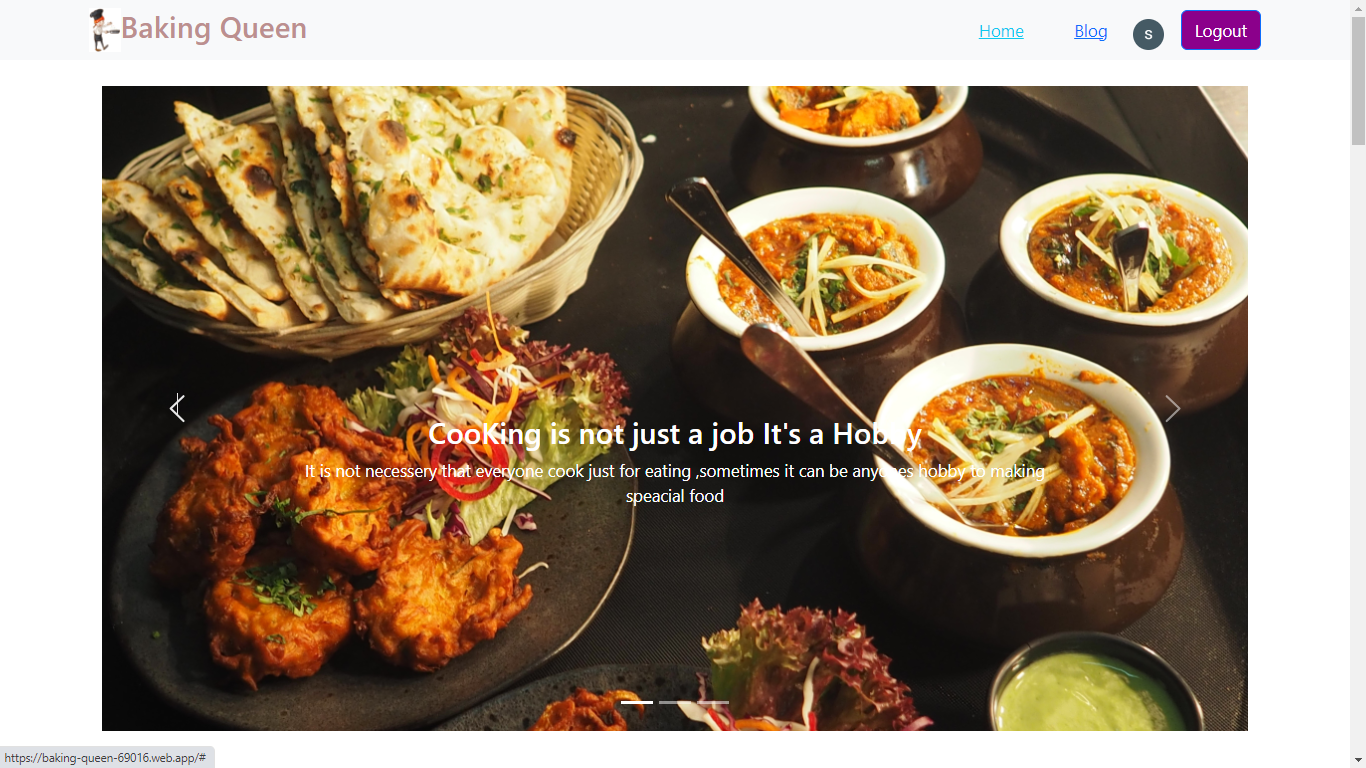 Baking Queen
Home
Blog
S
Logout
CooKing is not just a job It's a Hobby
It is not necessery that everyone cook just for eating ,sometimes it can be anyones hobby to making
speacial food
https://baking-queen-69016.web.app/#